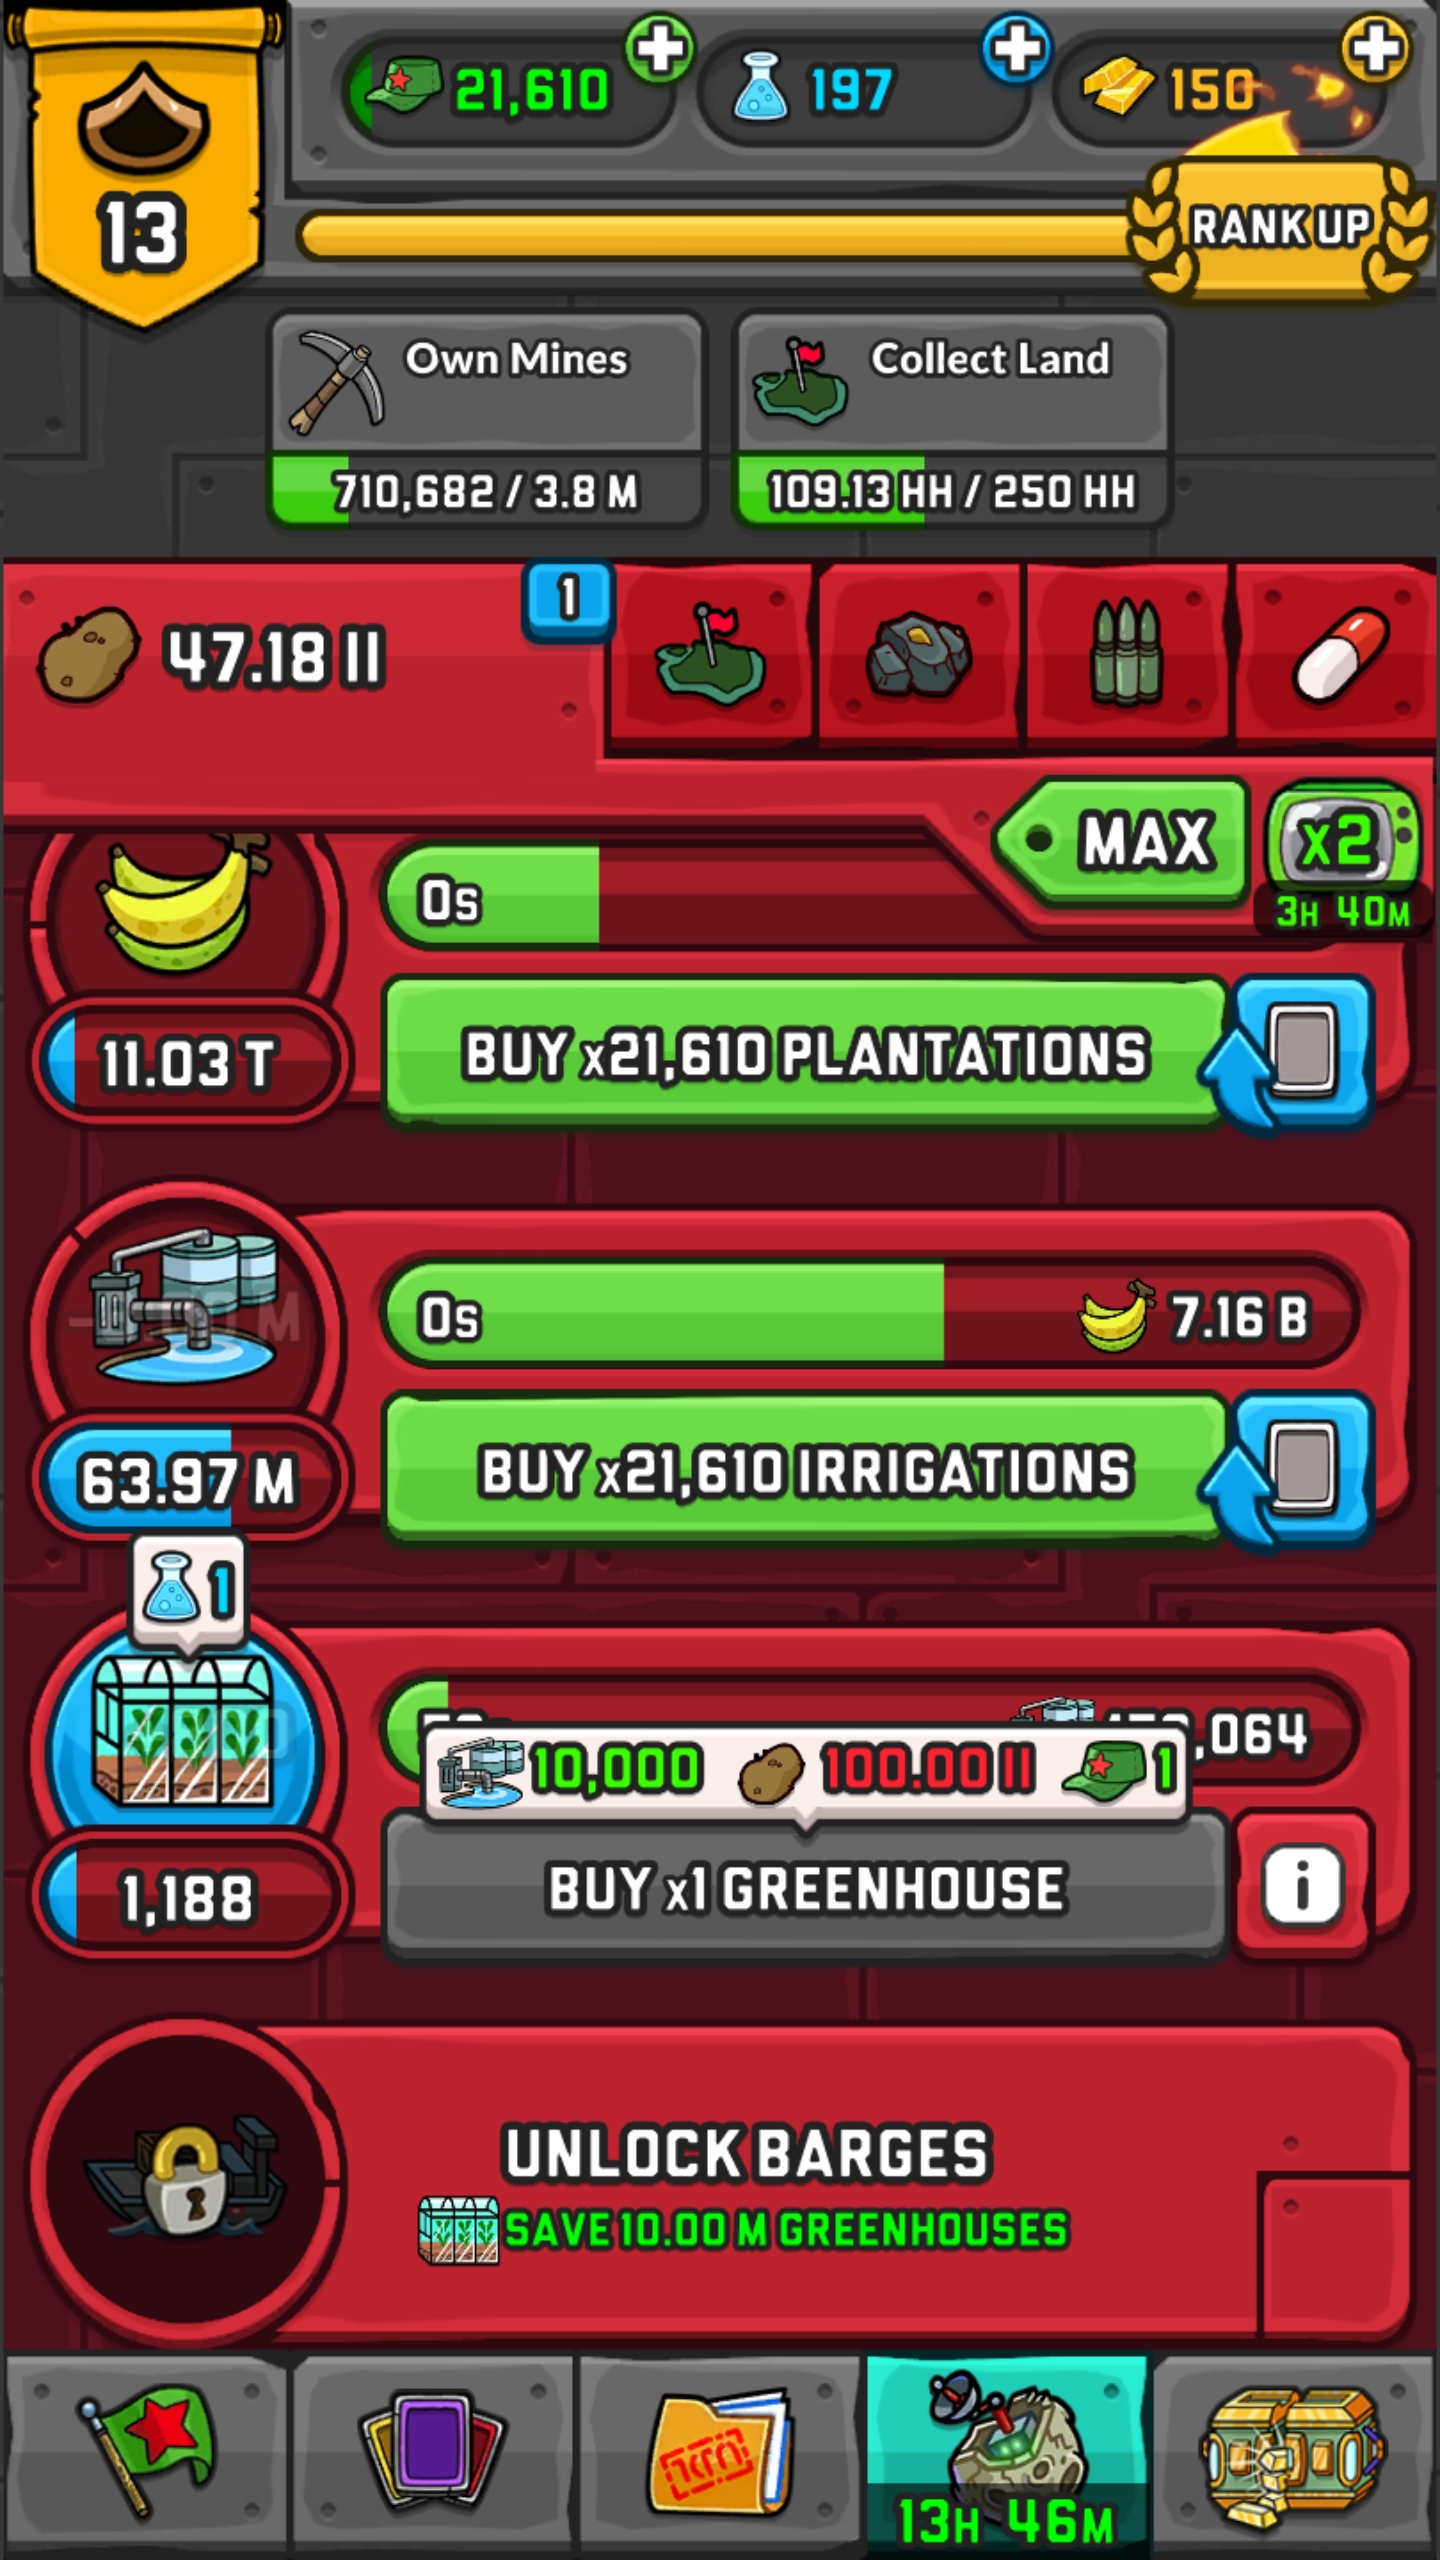 21,610
197
150
13
RANK UP
Own Mines
Collect Land
710,682 / 3.8 M
109.13 HH / 250 HH
47.18 II
1
MAX
x2
3H 40M
0s
11.03 T
BUY x21,610 PLANTATIONS
0s
7.16 B
63.97 M
BUY x21,610 IRRIGATIONS
1
,064
10,000
100.00 II
1
1,188
BUY x1 GREENHOUSE
i
UNLOCK BARGES
SAVE 10.00 M GREENHOUSES
13H 46M